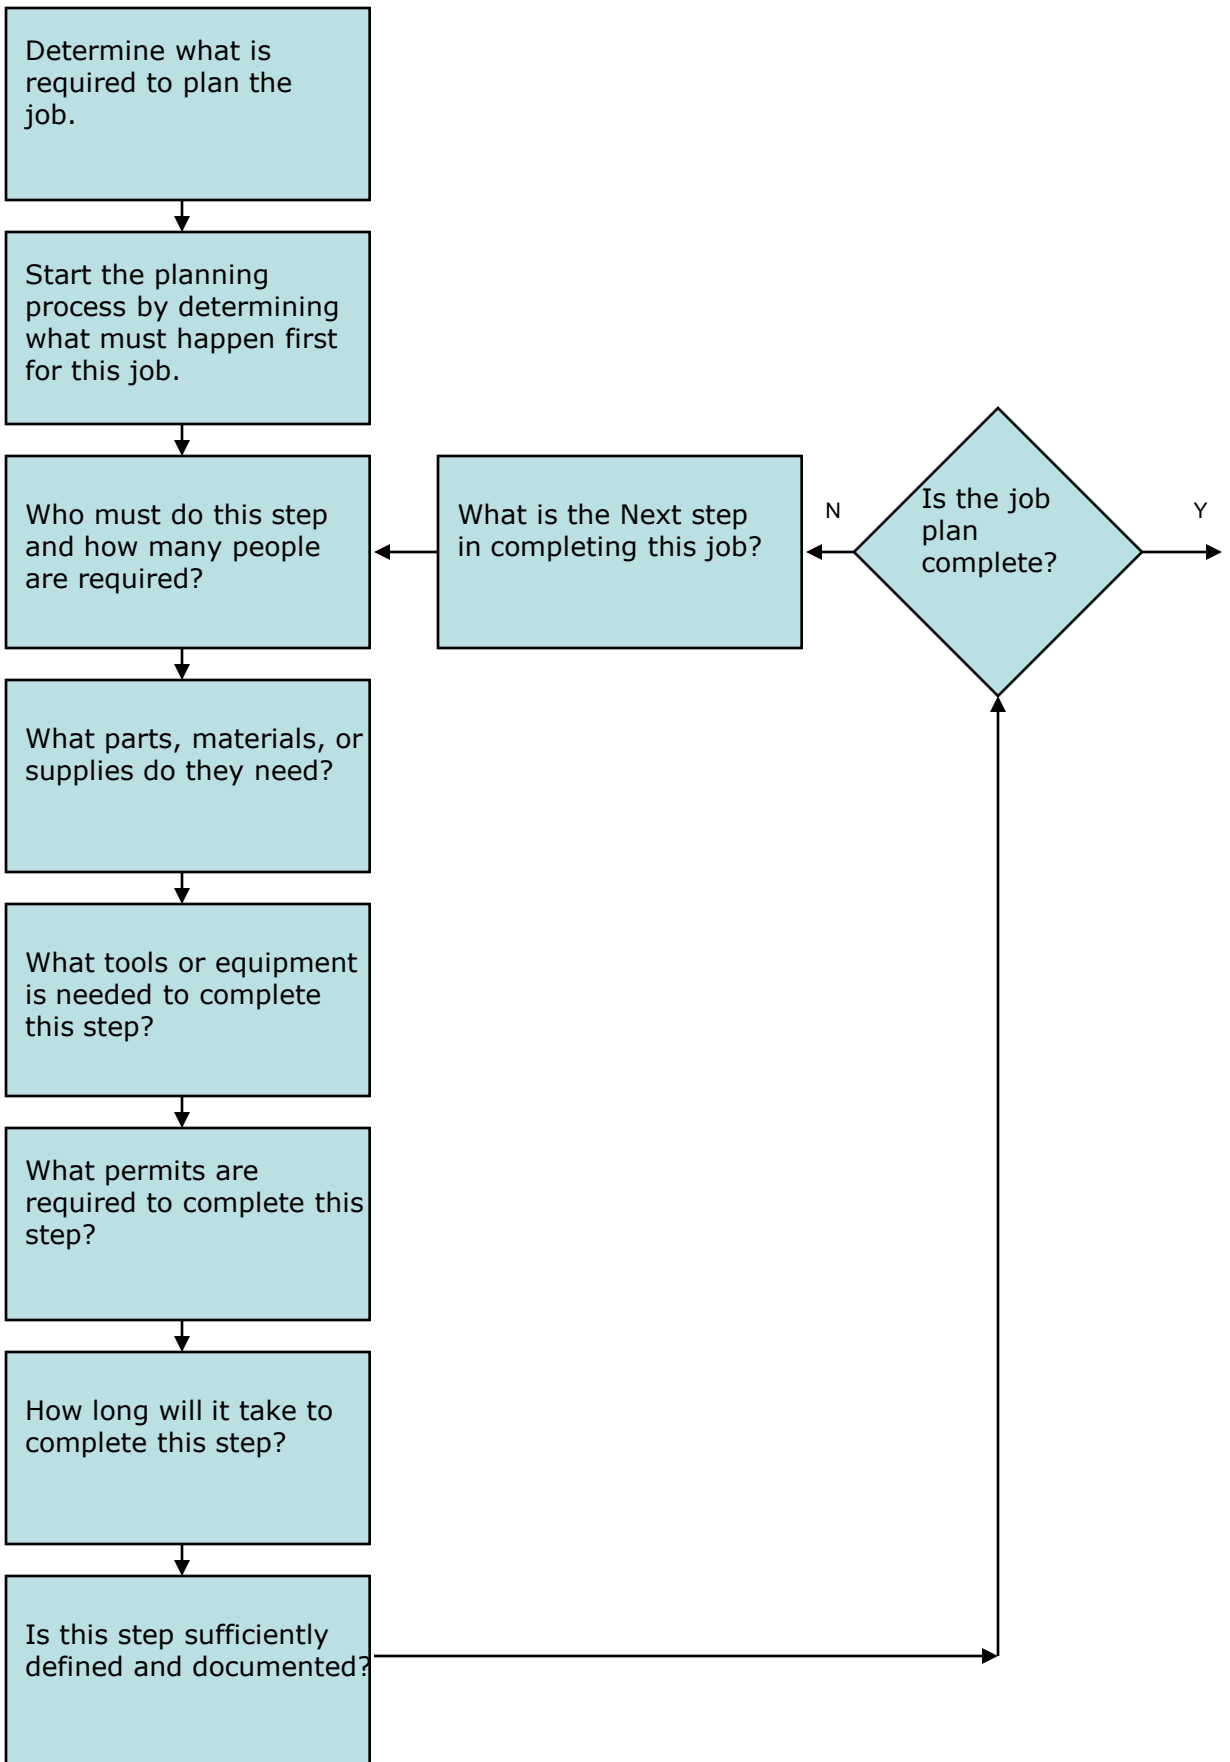 Determine what is
required to plan the
job.
Start the planning
process by determining
what must happen first
for this job.
Who must do this step
and how many people
are required?
What is the Next step
in completing this job?
N
Is the job
plan
complete?
Y
What parts, materials, or
supplies do they need?
What tools or equipment
is needed to complete
this step?
What permits are
required to complete this
step?
How long will it take to
complete this step?
Is this step sufficiently
defined and documented?